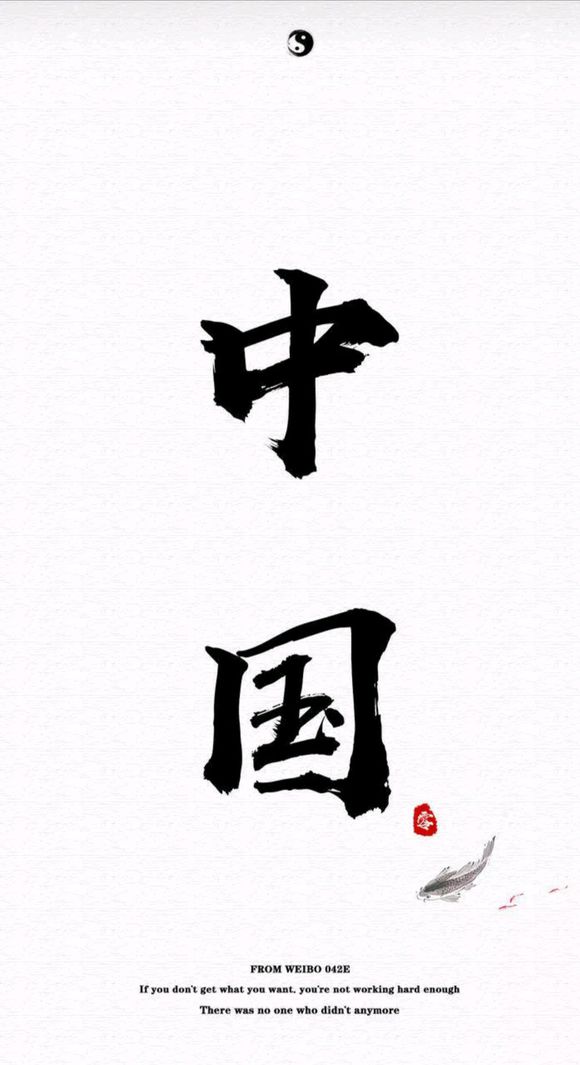 中
国
FROM WEIBO 042E
If you don't get what you want, you're not working hard enough
There was no one who didn't anymore